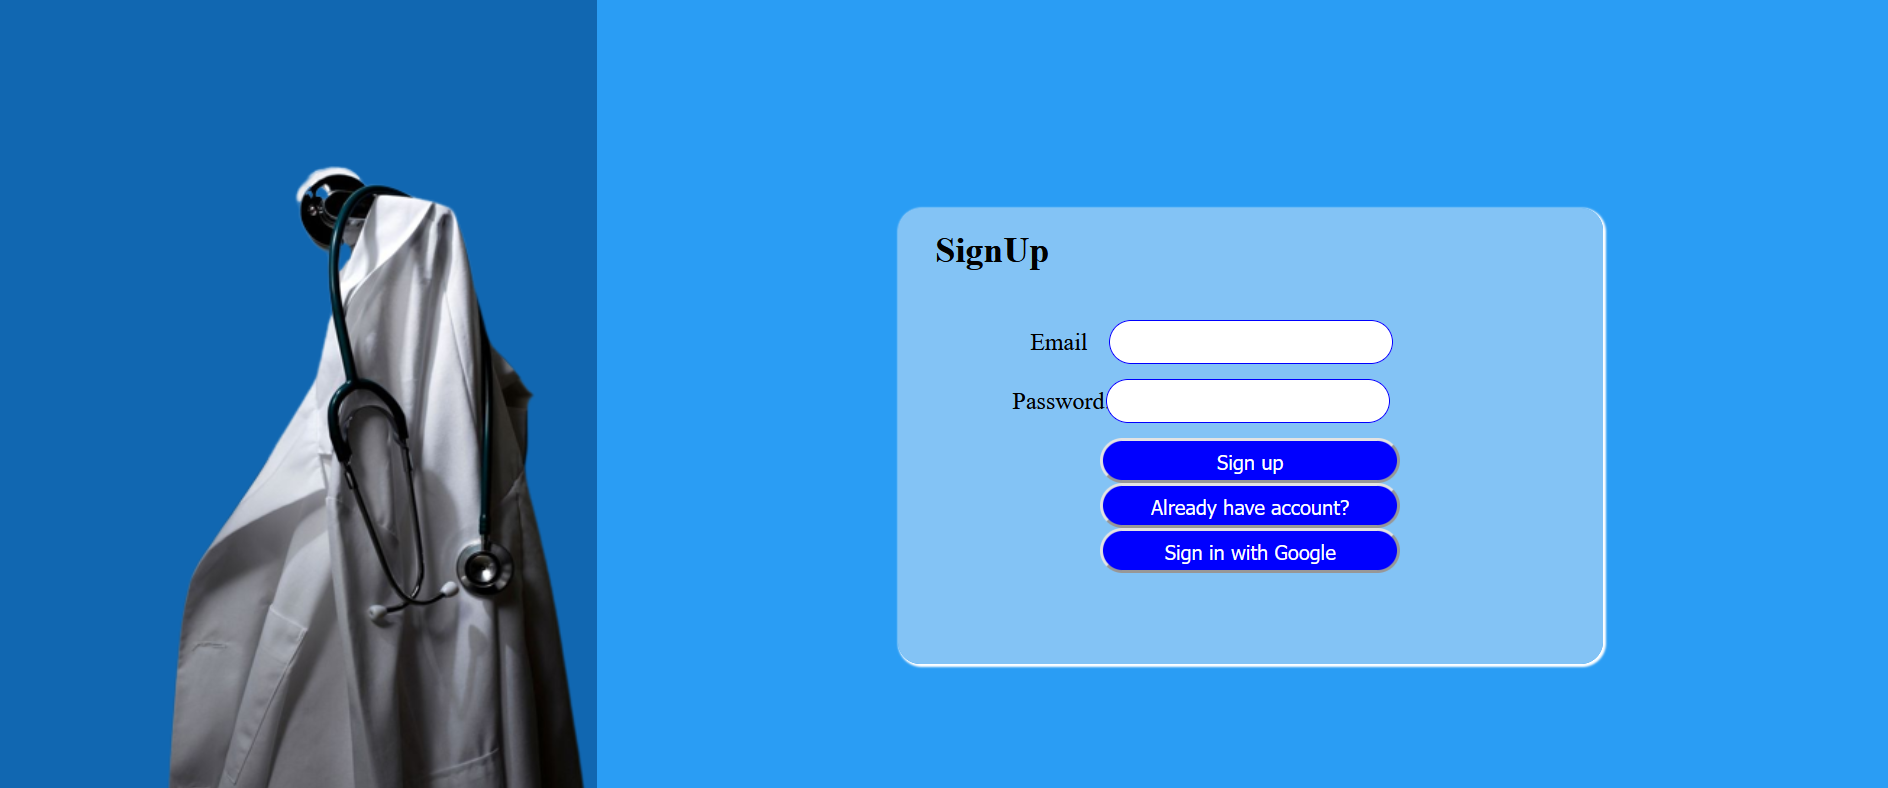 SignUp
Email
Password
Sign up
Already have account?
Sign in with Google